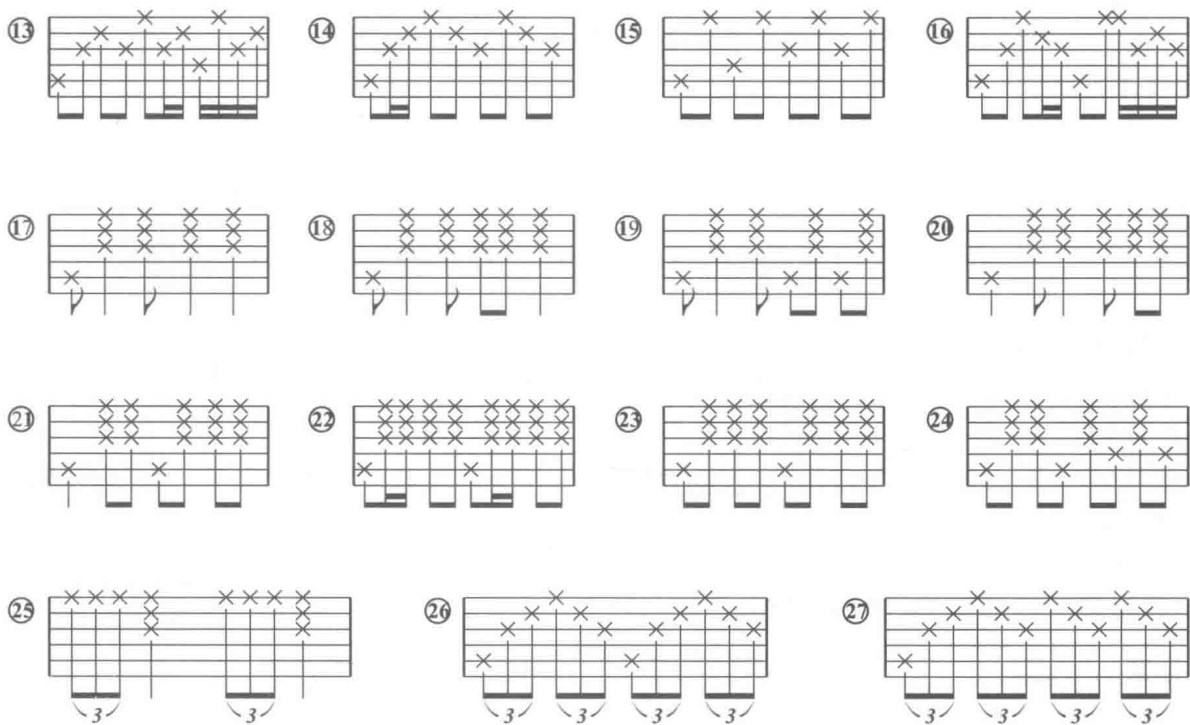 ⑬ ⑭ ⑮ ⑯
⑰ ⑱ ⑲ ⑳
㉑ ㉒ ㉓ ㉔
㉕ ㉖ ㉗
3 3 3 3 3 3 3 3 3 3